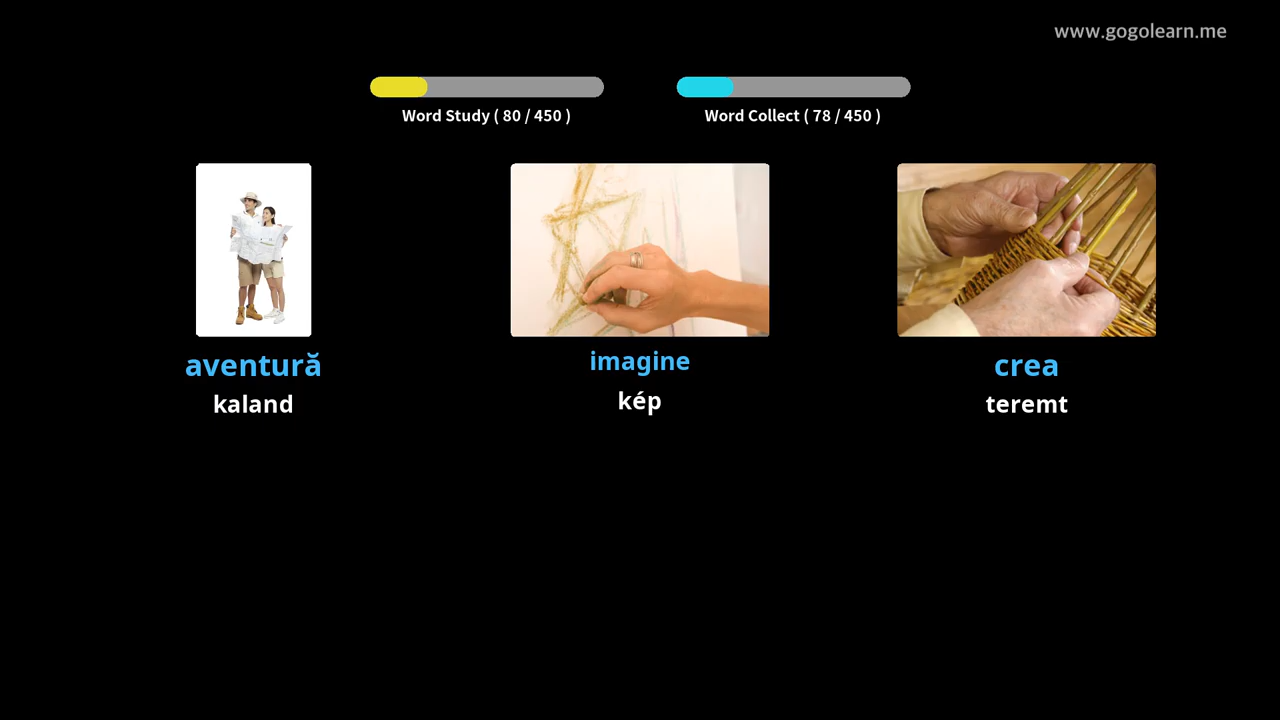 www.gogolearn.me
Word Study ( 80 / 450 )
Word Collect ( 78 / 450 )
aventură
kaland
imagine
kép
crea
teremt